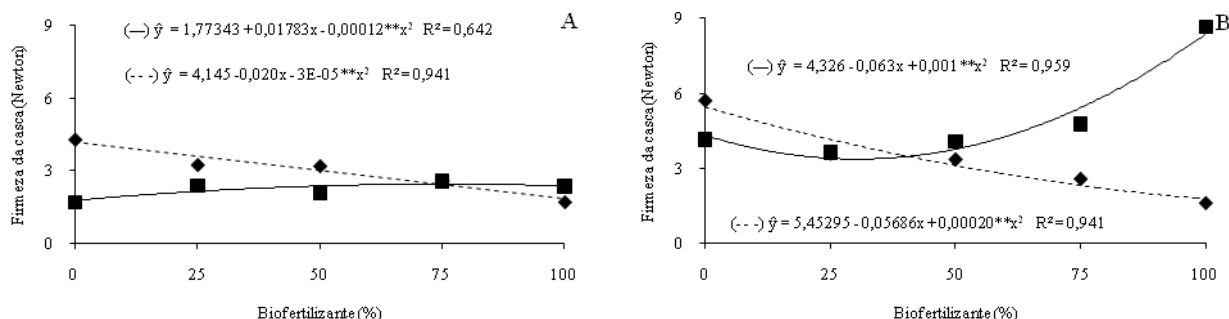 A
(—) ŷ = 1,77343 + 0,01783x - 0,00012**x² R² = 0,642
(- - -) ŷ = 4,145 -0,020x - 3E-05**x² R² = 0,941
Firmeza da casca (Newton)
9
6
3
0
0 25 50 75 100
Biofertilizante (%)
B
(—) ŷ = 4,326 -0,063x + 0,001**x² R² = 0,959
(- - -) ŷ = 5,45295 - 0,05686x + 0,00020**x² R² = 0,941
Firmeza da casca (Newton)
9
6
3
0
0 25 50 75 100
Biofertilizante (%)